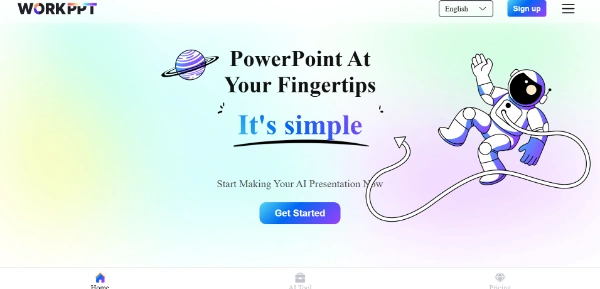 WORKPPT
English
Sign up
PowerPoint At
Your Fingertips
It's simple
Start Making Your AI Presentation Now
Get Started
Home
AI Tool
Pricing